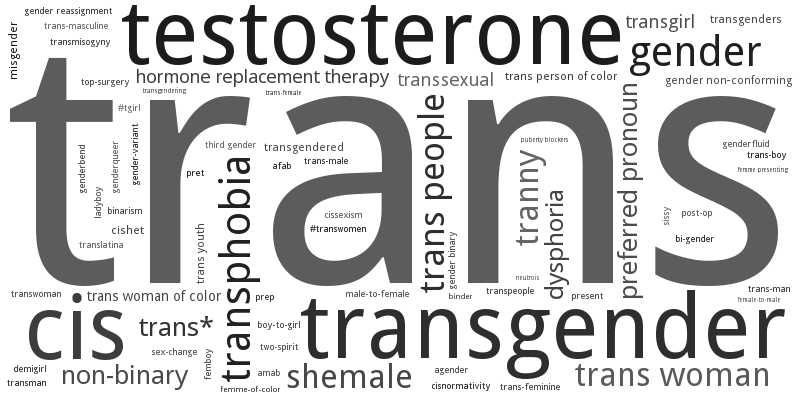 gender reassignment
trans-masculine
transmisogyny
misgender
testosterone
transgirl
transgenders
gender
top-surgery
hormone replacement therapy
transsexual
trans person of color
gender non-conforming
transgendering
trans-female
#tgirl
trans
third gender
transgendered
trans-male
afab
pret
genderbend
genderqueer
gender-variant
ladyboy
binarism
cishet
translatina
trans youth
transphobia
cissexism
#transwomen
trans people
gender binary
puberty blockers
tranny
dysphoria
neutrois
preferred pronoun
genderfluid
trans-boy
femme presenting
sissy
post-op
bi-gender
transwoman
trans woman of color
prep
male-to-female
binder
transpeople
present
trans-man
female-to-male
cis
trans*
boy-to-girl
transgender
sex-change
femboy
two-spirit
demigirl
transman
non-binary
amab
femme-of-color
shemale
agender
cisnormativity
trans-feminine
trans woman